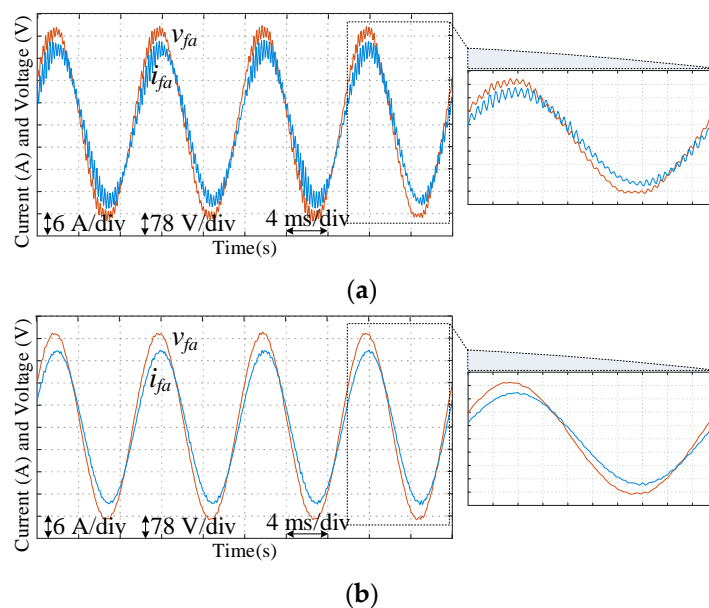 Current (A) and Voltage (V)
v_fa
i_fa
6 A/div
78 V/div
4 ms/div
Time(s)
(a)
Current (A) and Voltage (V)
v_fa
i_fa
6 A/div
78 V/div
4 ms/div
Time(s)
(b)